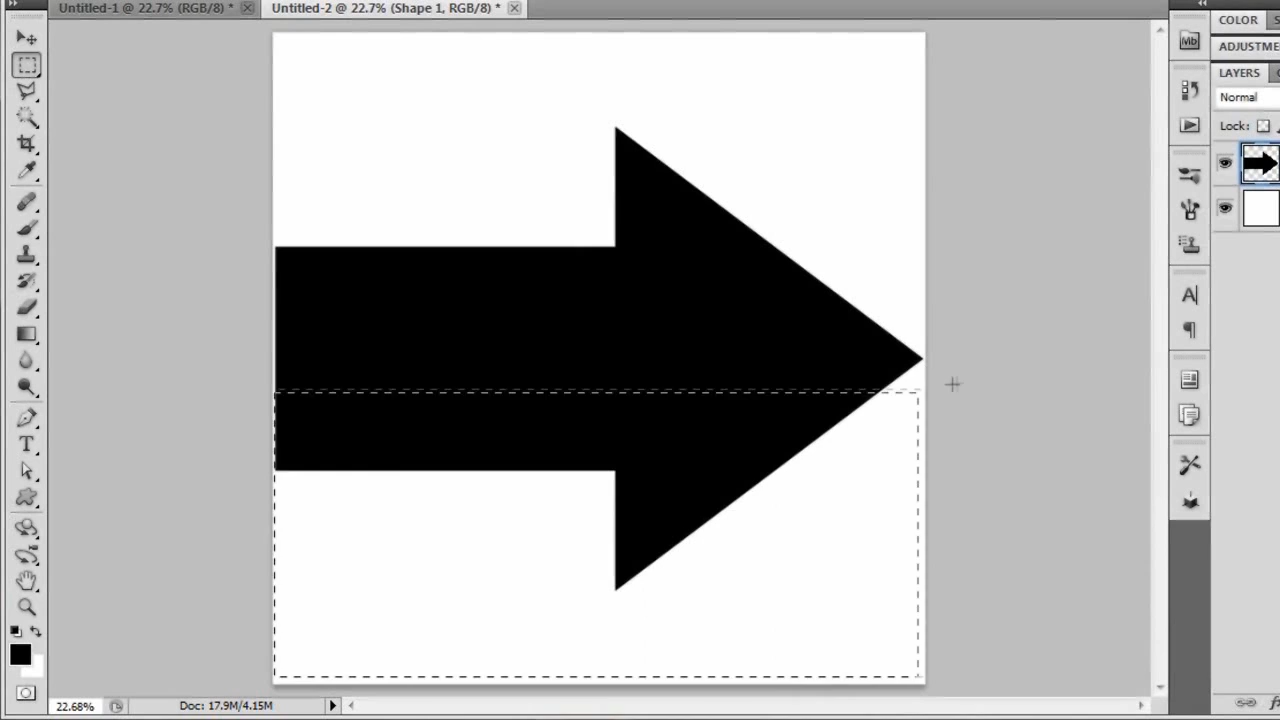 Untitled-1 @ 22.7% (RGB/8) *
Untitled-2 @ 22.7% (Shape 1, RGB/8) *
COLOR
Mb
ADJUSTME
LAYERS
Normal
Lock:
A
T
22.68%
Doc: 17.9M/4.15M